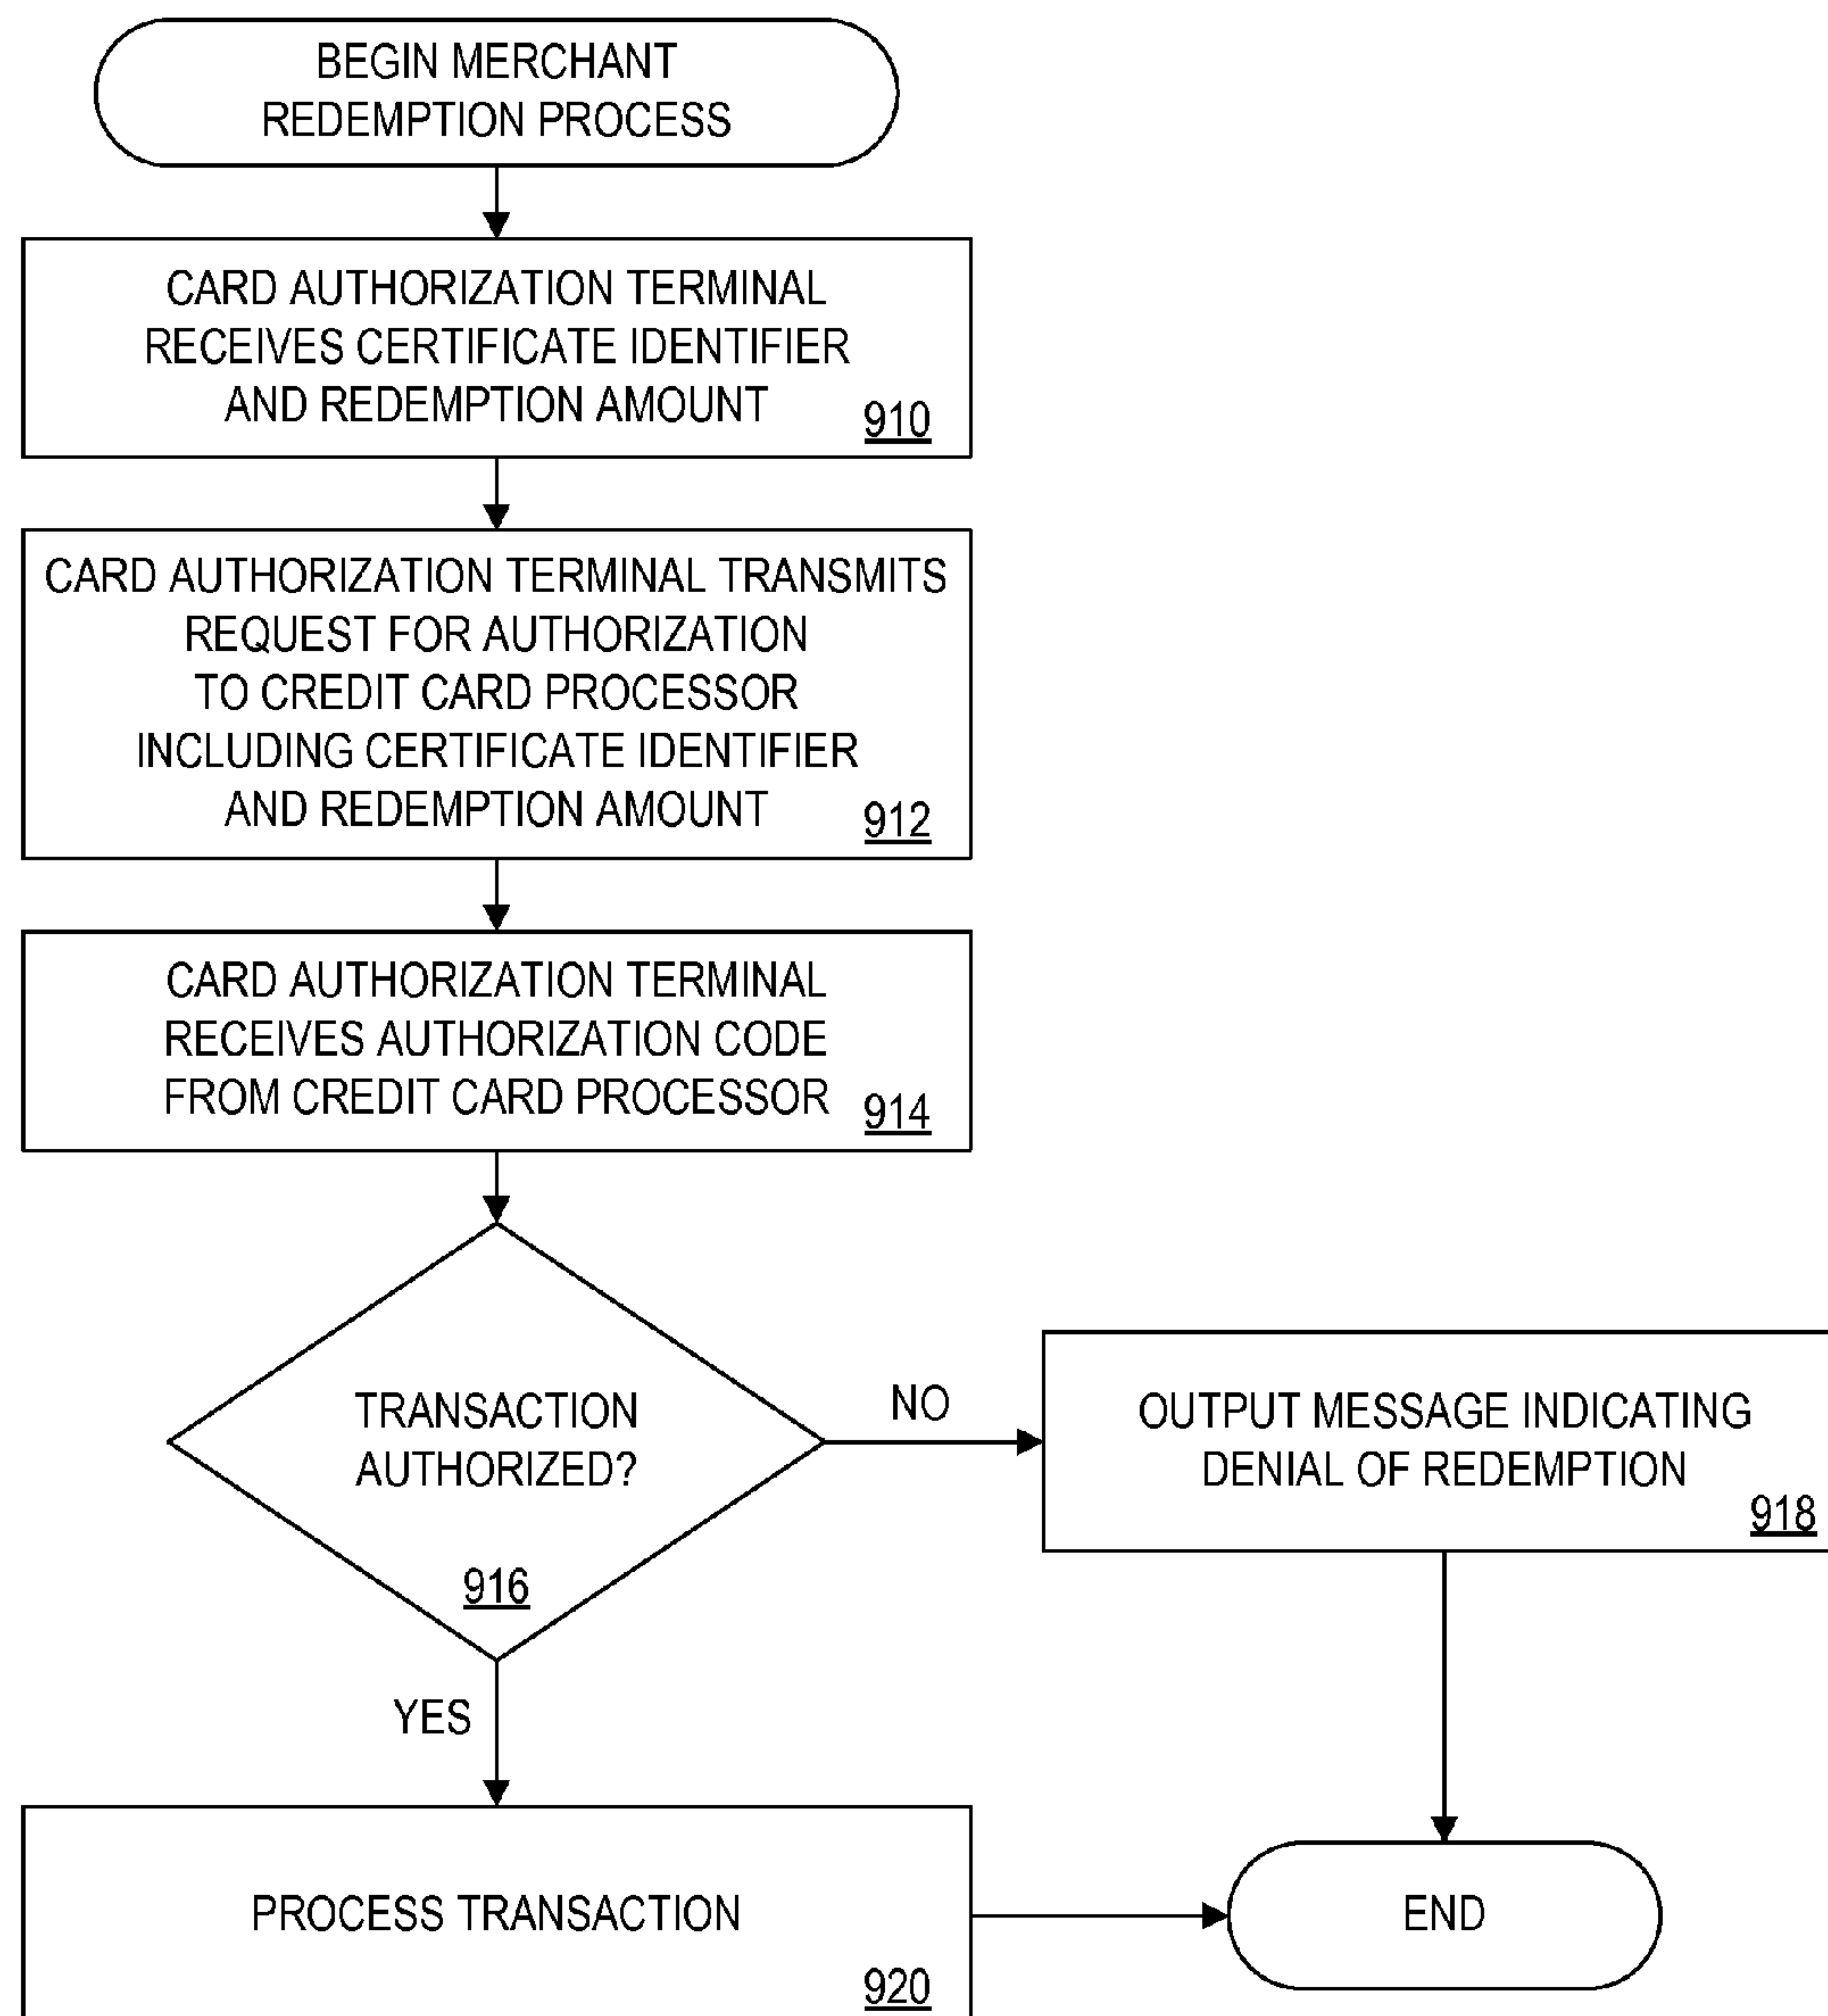 BEGIN MERCHANT
REDEMPTION PROCESS
CARD AUTHORIZATION TERMINAL
RECEIVES CERTIFICATE IDENTIFIER
AND REDEMPTION AMOUNT
910
CARD AUTHORIZATION TERMINAL TRANSMITS
REQUEST FOR AUTHORIZATION
TO CREDIT CARD PROCESSOR
INCLUDING CERTIFICATE IDENTIFIER
AND REDEMPTION AMOUNT
912
CARD AUTHORIZATION TERMINAL
RECEIVES AUTHORIZATION CODE
FROM CREDIT CARD PROCESSOR
914
TRANSACTION
AUTHORIZED?
916
NO
OUTPUT MESSAGE INDICATING
DENIAL OF REDEMPTION
918
YES
PROCESS TRANSACTION
920
END